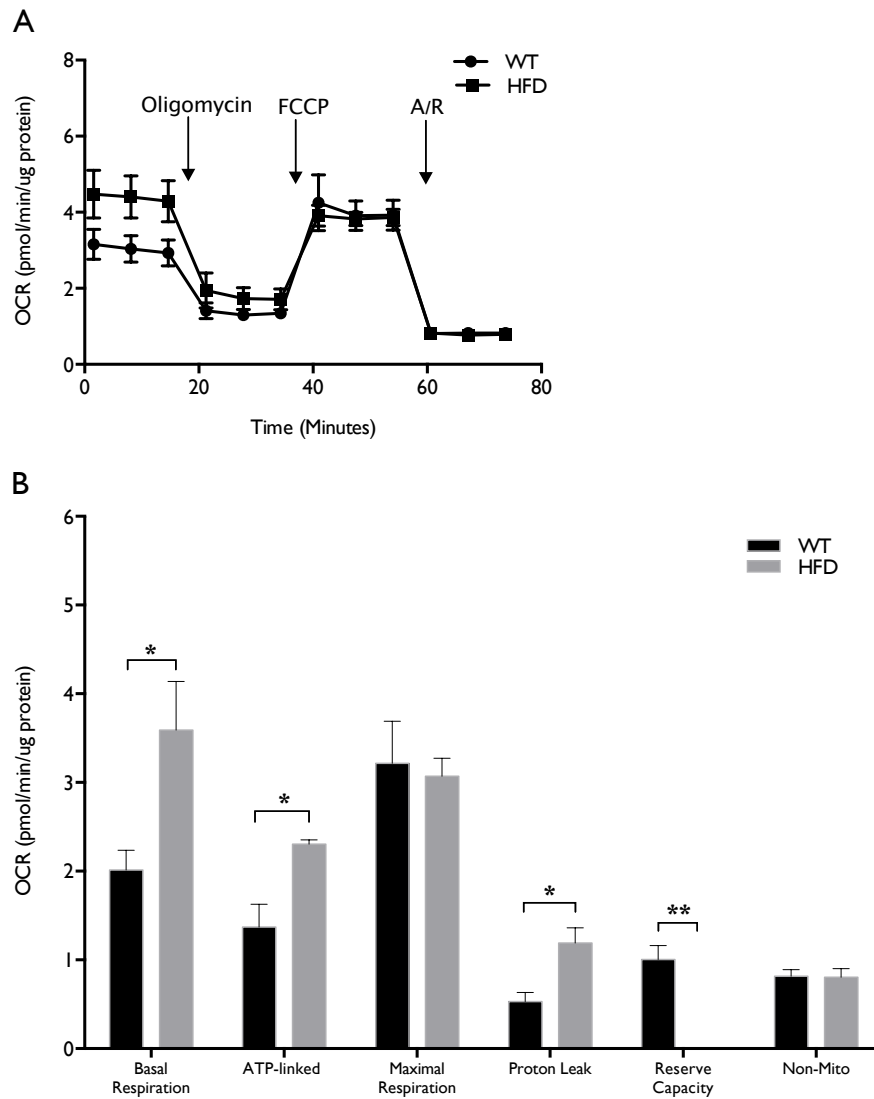 A
8
6
4
2
0
OCR (pmol/min/ug protein)
WT
HFD
Oligomycin
FCCP
A/R
0 20 40 60 80
Time (Minutes)
B
6
5
4
3
2
1
0
OCR (pmol/min/ug protein)
WT
HFD
*
*
*
**
Basal
Respiration
ATP-linked
Maximal
Respiration
Proton Leak
Reserve
Capacity
Non-Mito